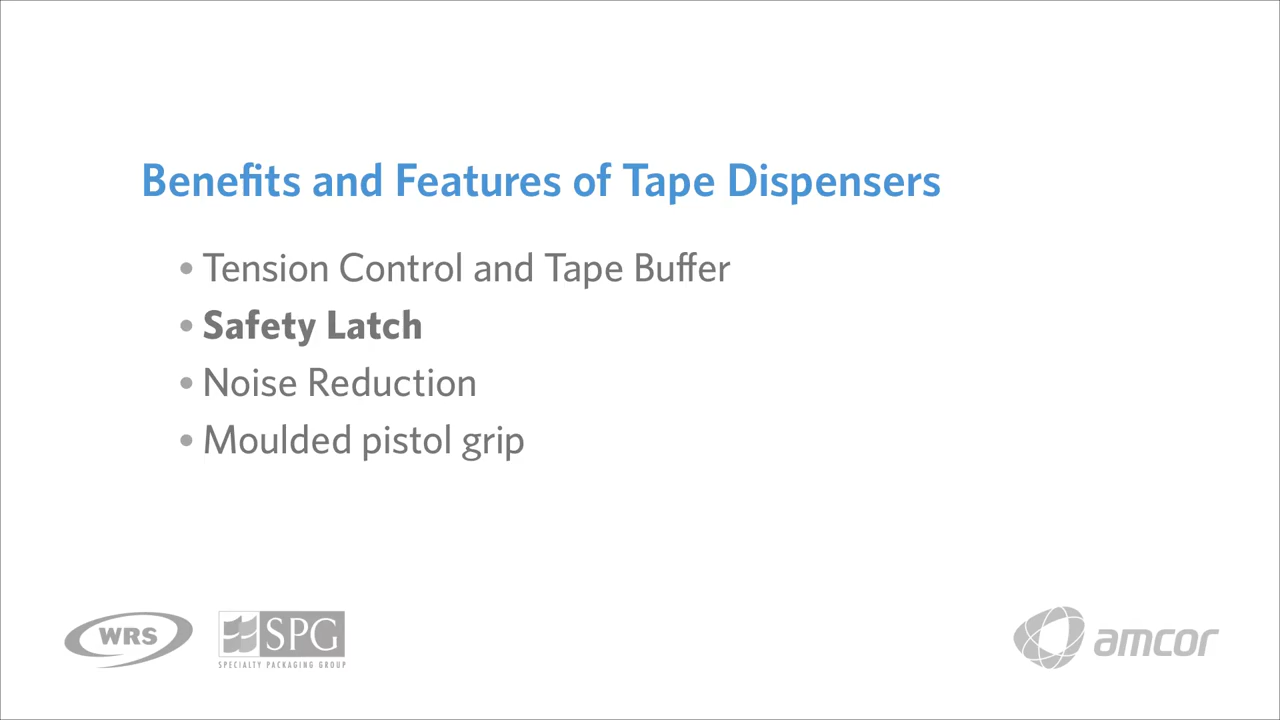 Benefits and Features of Tape Dispensers
• Tension Control and Tape Buffer
• Safety Latch
• Noise Reduction
• Moulded pistol grip
WRS
SPG
SPECIALTY PACKAGING GROUP
amcor